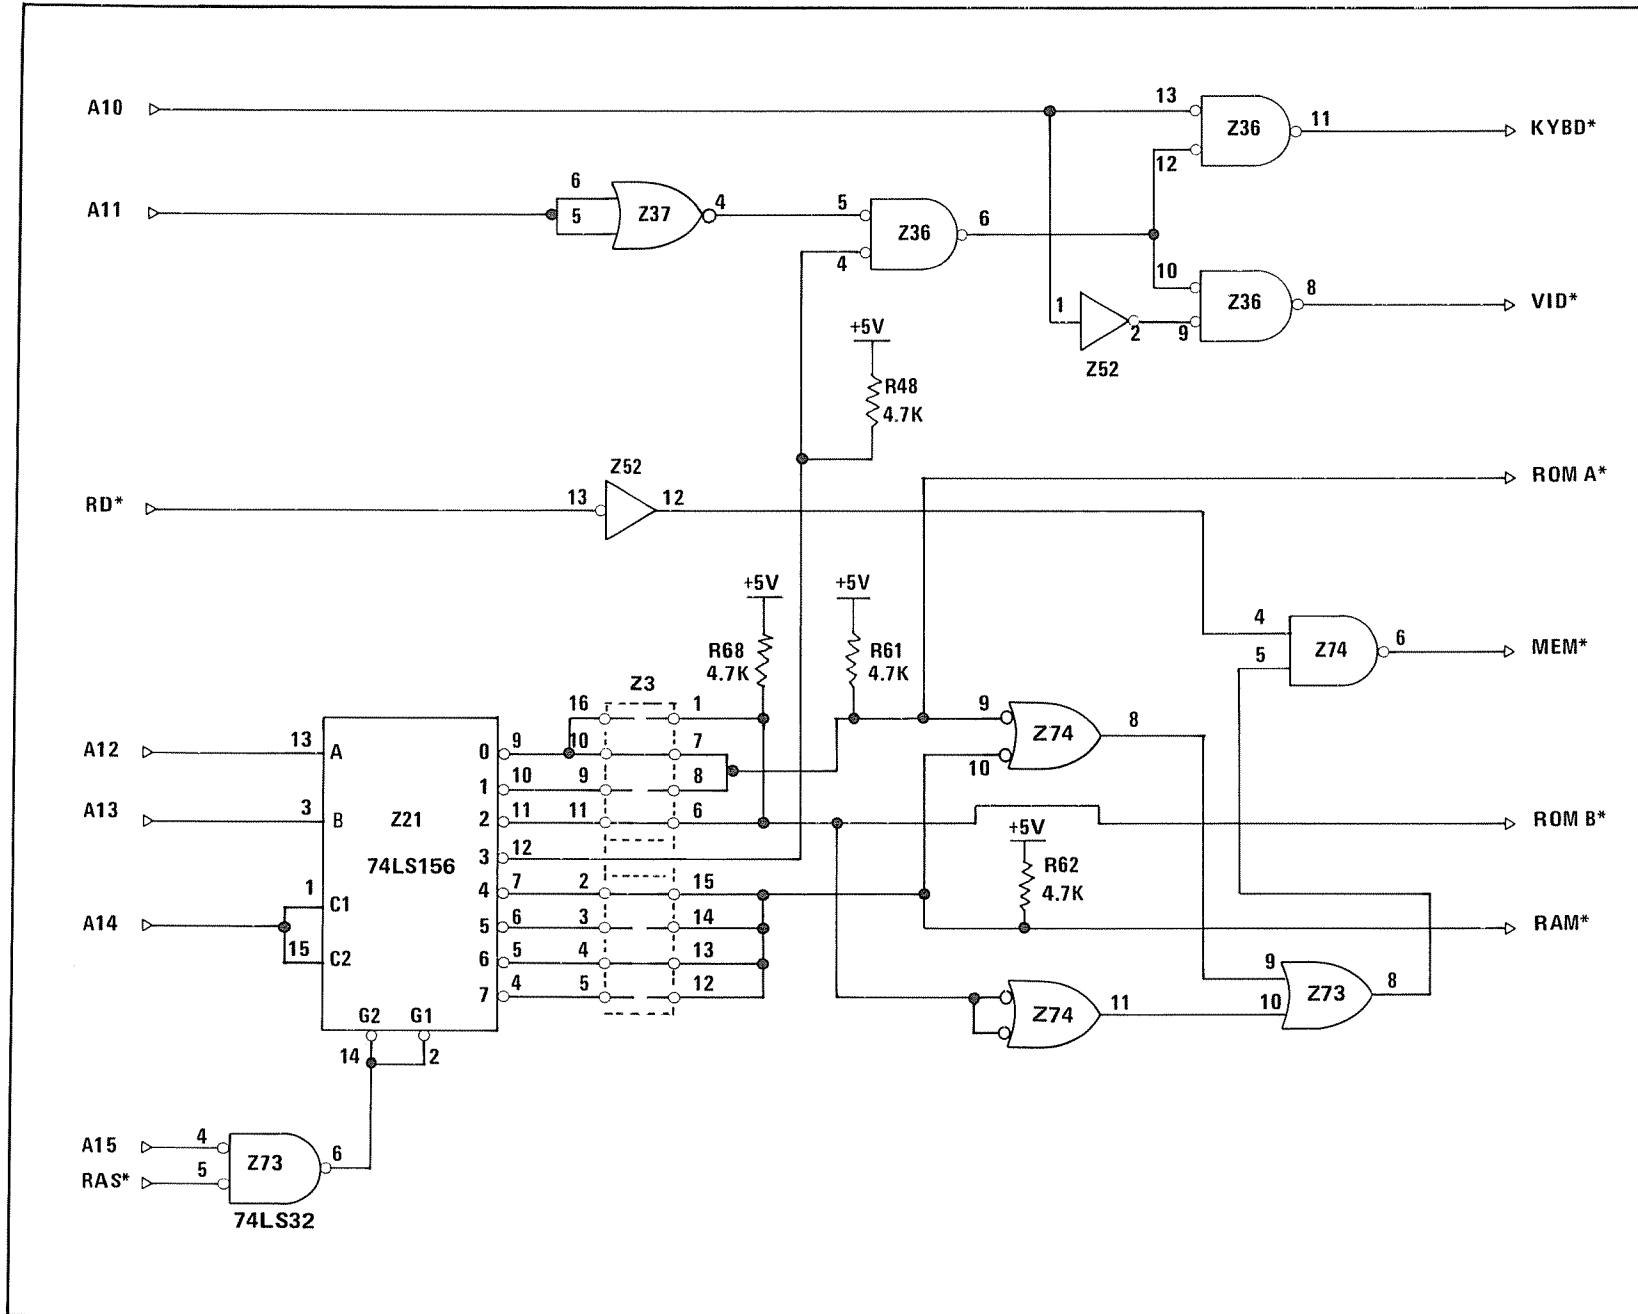 A10
13
Z36
11
KYBD*
12
A11
6
5
Z37
4
5
4
Z36
6
10
Z36
8
VID*
1
2
9
Z52
+5V
R48
4.7K
RD*
13
Z52
12
ROM A*
+5V
R68
4.7K
+5V
R61
4.7K
4
5
Z74
6
MEM*
Z3
16
1
9
Z74
8
10
A12
13
A
0
9
10
7
1
10
9
8
A13
3
B
Z21
2
11
11
6
ROM B*
74LS156
3
12
+5V
R62
4.7K
A14
1
C1
15
C2
4
7
2
15
5
6
3
14
RAM*
6
5
4
13
7
4
5
12
Z74
11
9
10
Z73
8
G2
G1
14
2
A15
4
RAS*
5
Z73
6
74LS32